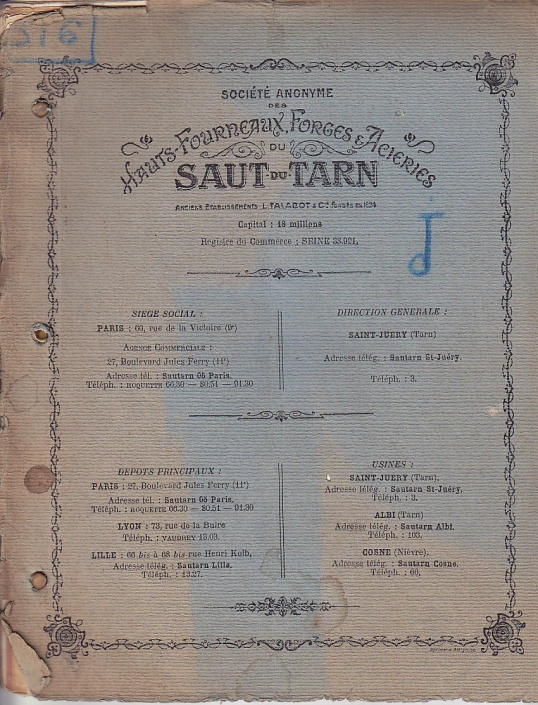 516
SOCIÉTÉ ANONYME
DES
HAUTS-FOURNEAUX, FORGES & ACIERIES
DU
SAUT-DU-TARN
ANCIENS ETABLISSEMENTS L. TALABOT & Cie FONDÉS EN 1824
Capital : 18 millions
Registre du Commerce : SEINE 33.921.
SIEGE SOCIAL :
PARIS : 60, rue de la Victoire (9e)
AGENCE COMMERCIALE :
27, Boulevard Jules Ferry (11e)
Adresse tél. : Sautarn 05 Paris.
Téléph. : ROQUETTE 66.30 — 80.51 — 91.30
DIRECTION GENERALE :
SAINT-JUERY (Tarn)
Adresse télég. : Sautarn St-Juéry.
Téléph. : 3.
DEPOTS PRINCIPAUX :
PARIS : 27, Boulevard Jules Ferry (11e)
Adresse tél. : Sautarn 05 Paris.
Téléph. : ROQUETTE 66.30 — 80.51 — 91.30
LYON : 73, rue de la Buire
Téléph. : VAUDREY 13.03.
LILLE : 66 bis à 68 bis rue Henri Kolb.
Adresse télég. : Sautarn Lille.
Téléph. : 13.27.
USINES :
SAINT-JUERY (Tarn).
Adresse télég. : Sautarn St-Juéry.
Téléph. : 3.
ALBI (Tarn)
Adresse télég. : Sautarn Albi.
Téléph. : 103.
COSNE (Nièvre).
Adresse télég. : Sautarn Cosne.
Téléph. : 66.